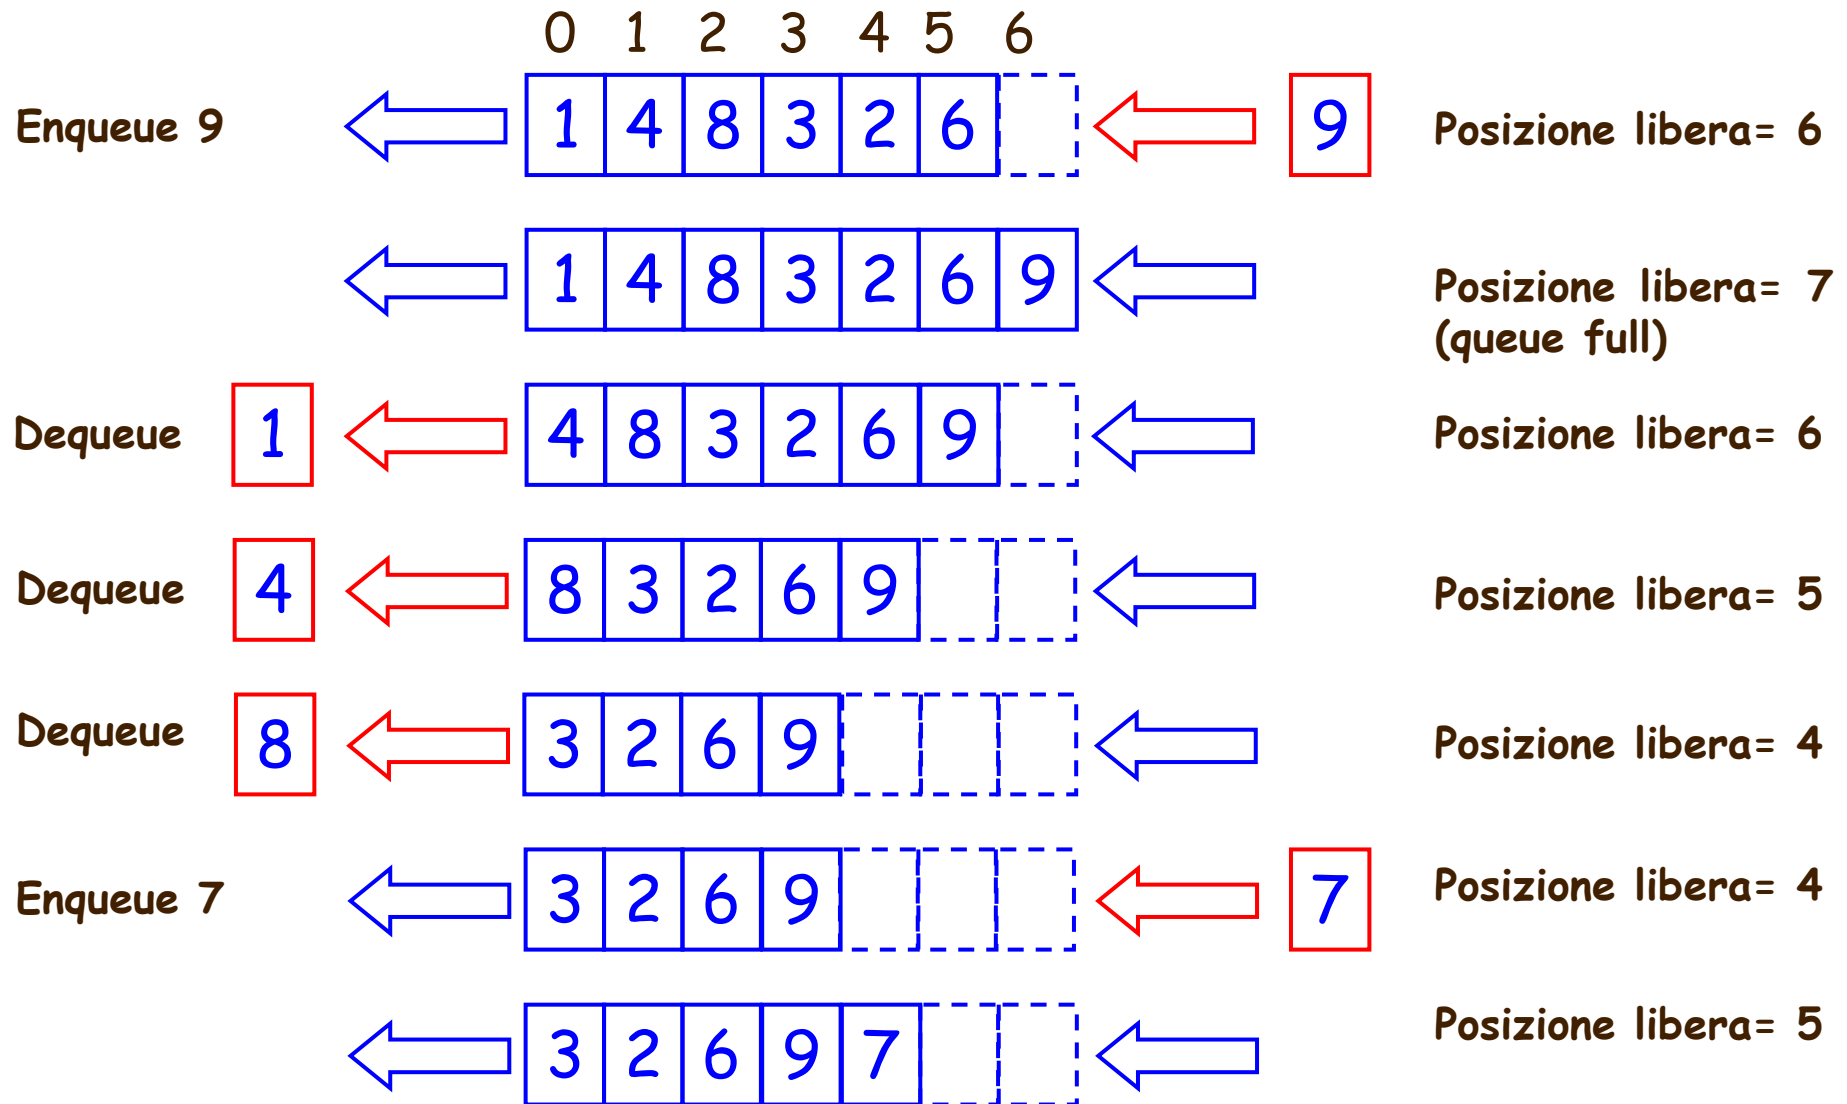 0 1 2 3 4 5 6
Enqueue 9 1 4 8 3 2 6 9 Posizione libera= 6
1 4 8 3 2 6 9 Posizione libera= 7
(queue full)
Dequeue 1 4 8 3 2 6 9 Posizione libera= 6
Dequeue 4 8 3 2 6 9 Posizione libera= 5
Dequeue 8 3 2 6 9 Posizione libera= 4
Enqueue 7 3 2 6 9 7 Posizione libera= 4
3 2 6 9 7 Posizione libera= 5